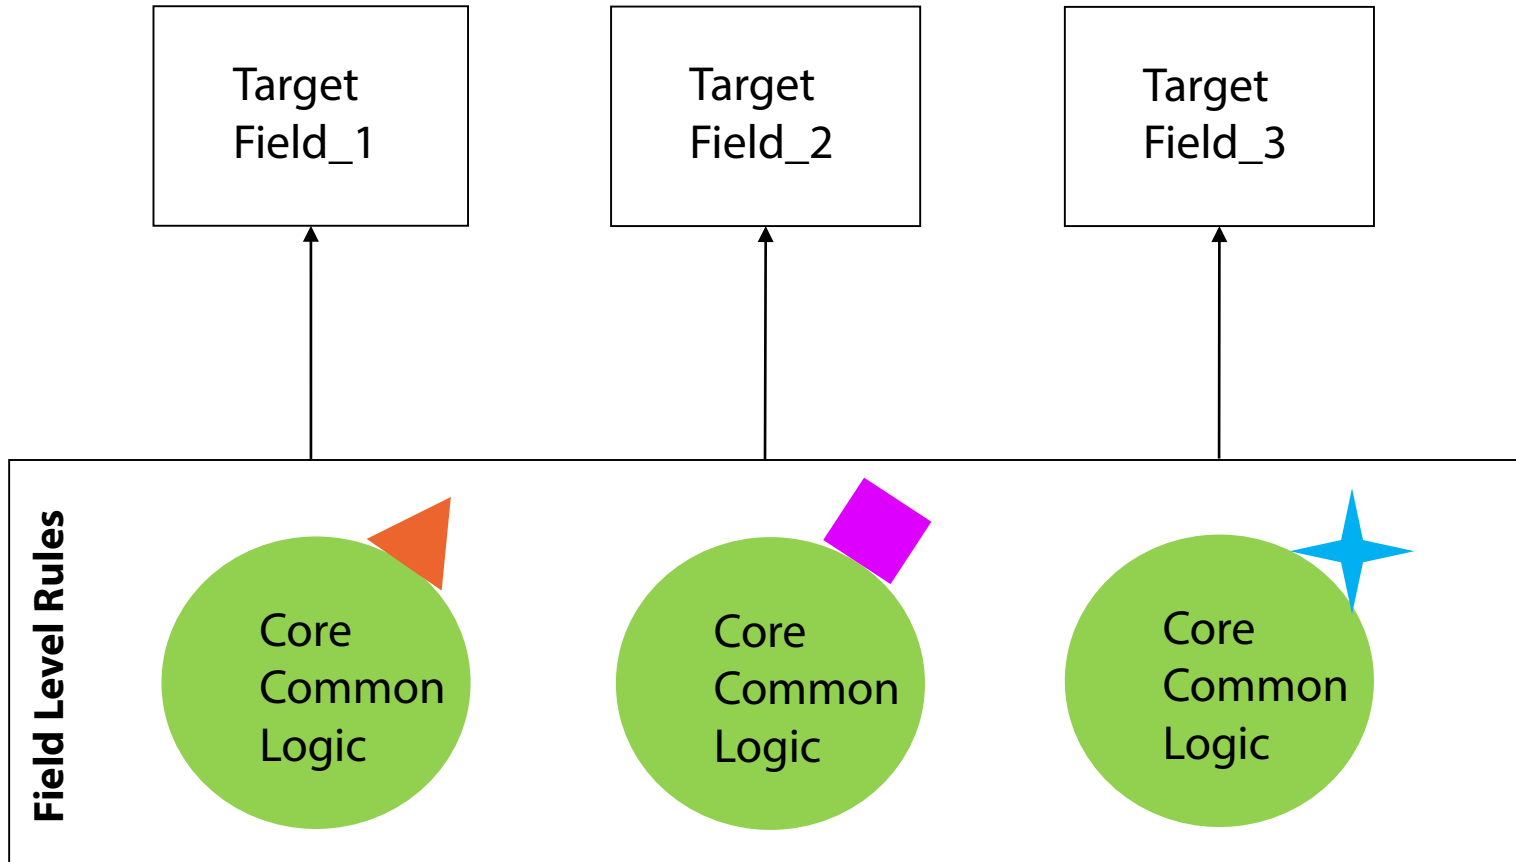 Target
Field_1
Target
Field_2
Target
Field_3
Field Level Rules
Core
Common
Logic
Core
Common
Logic
Core
Common
Logic